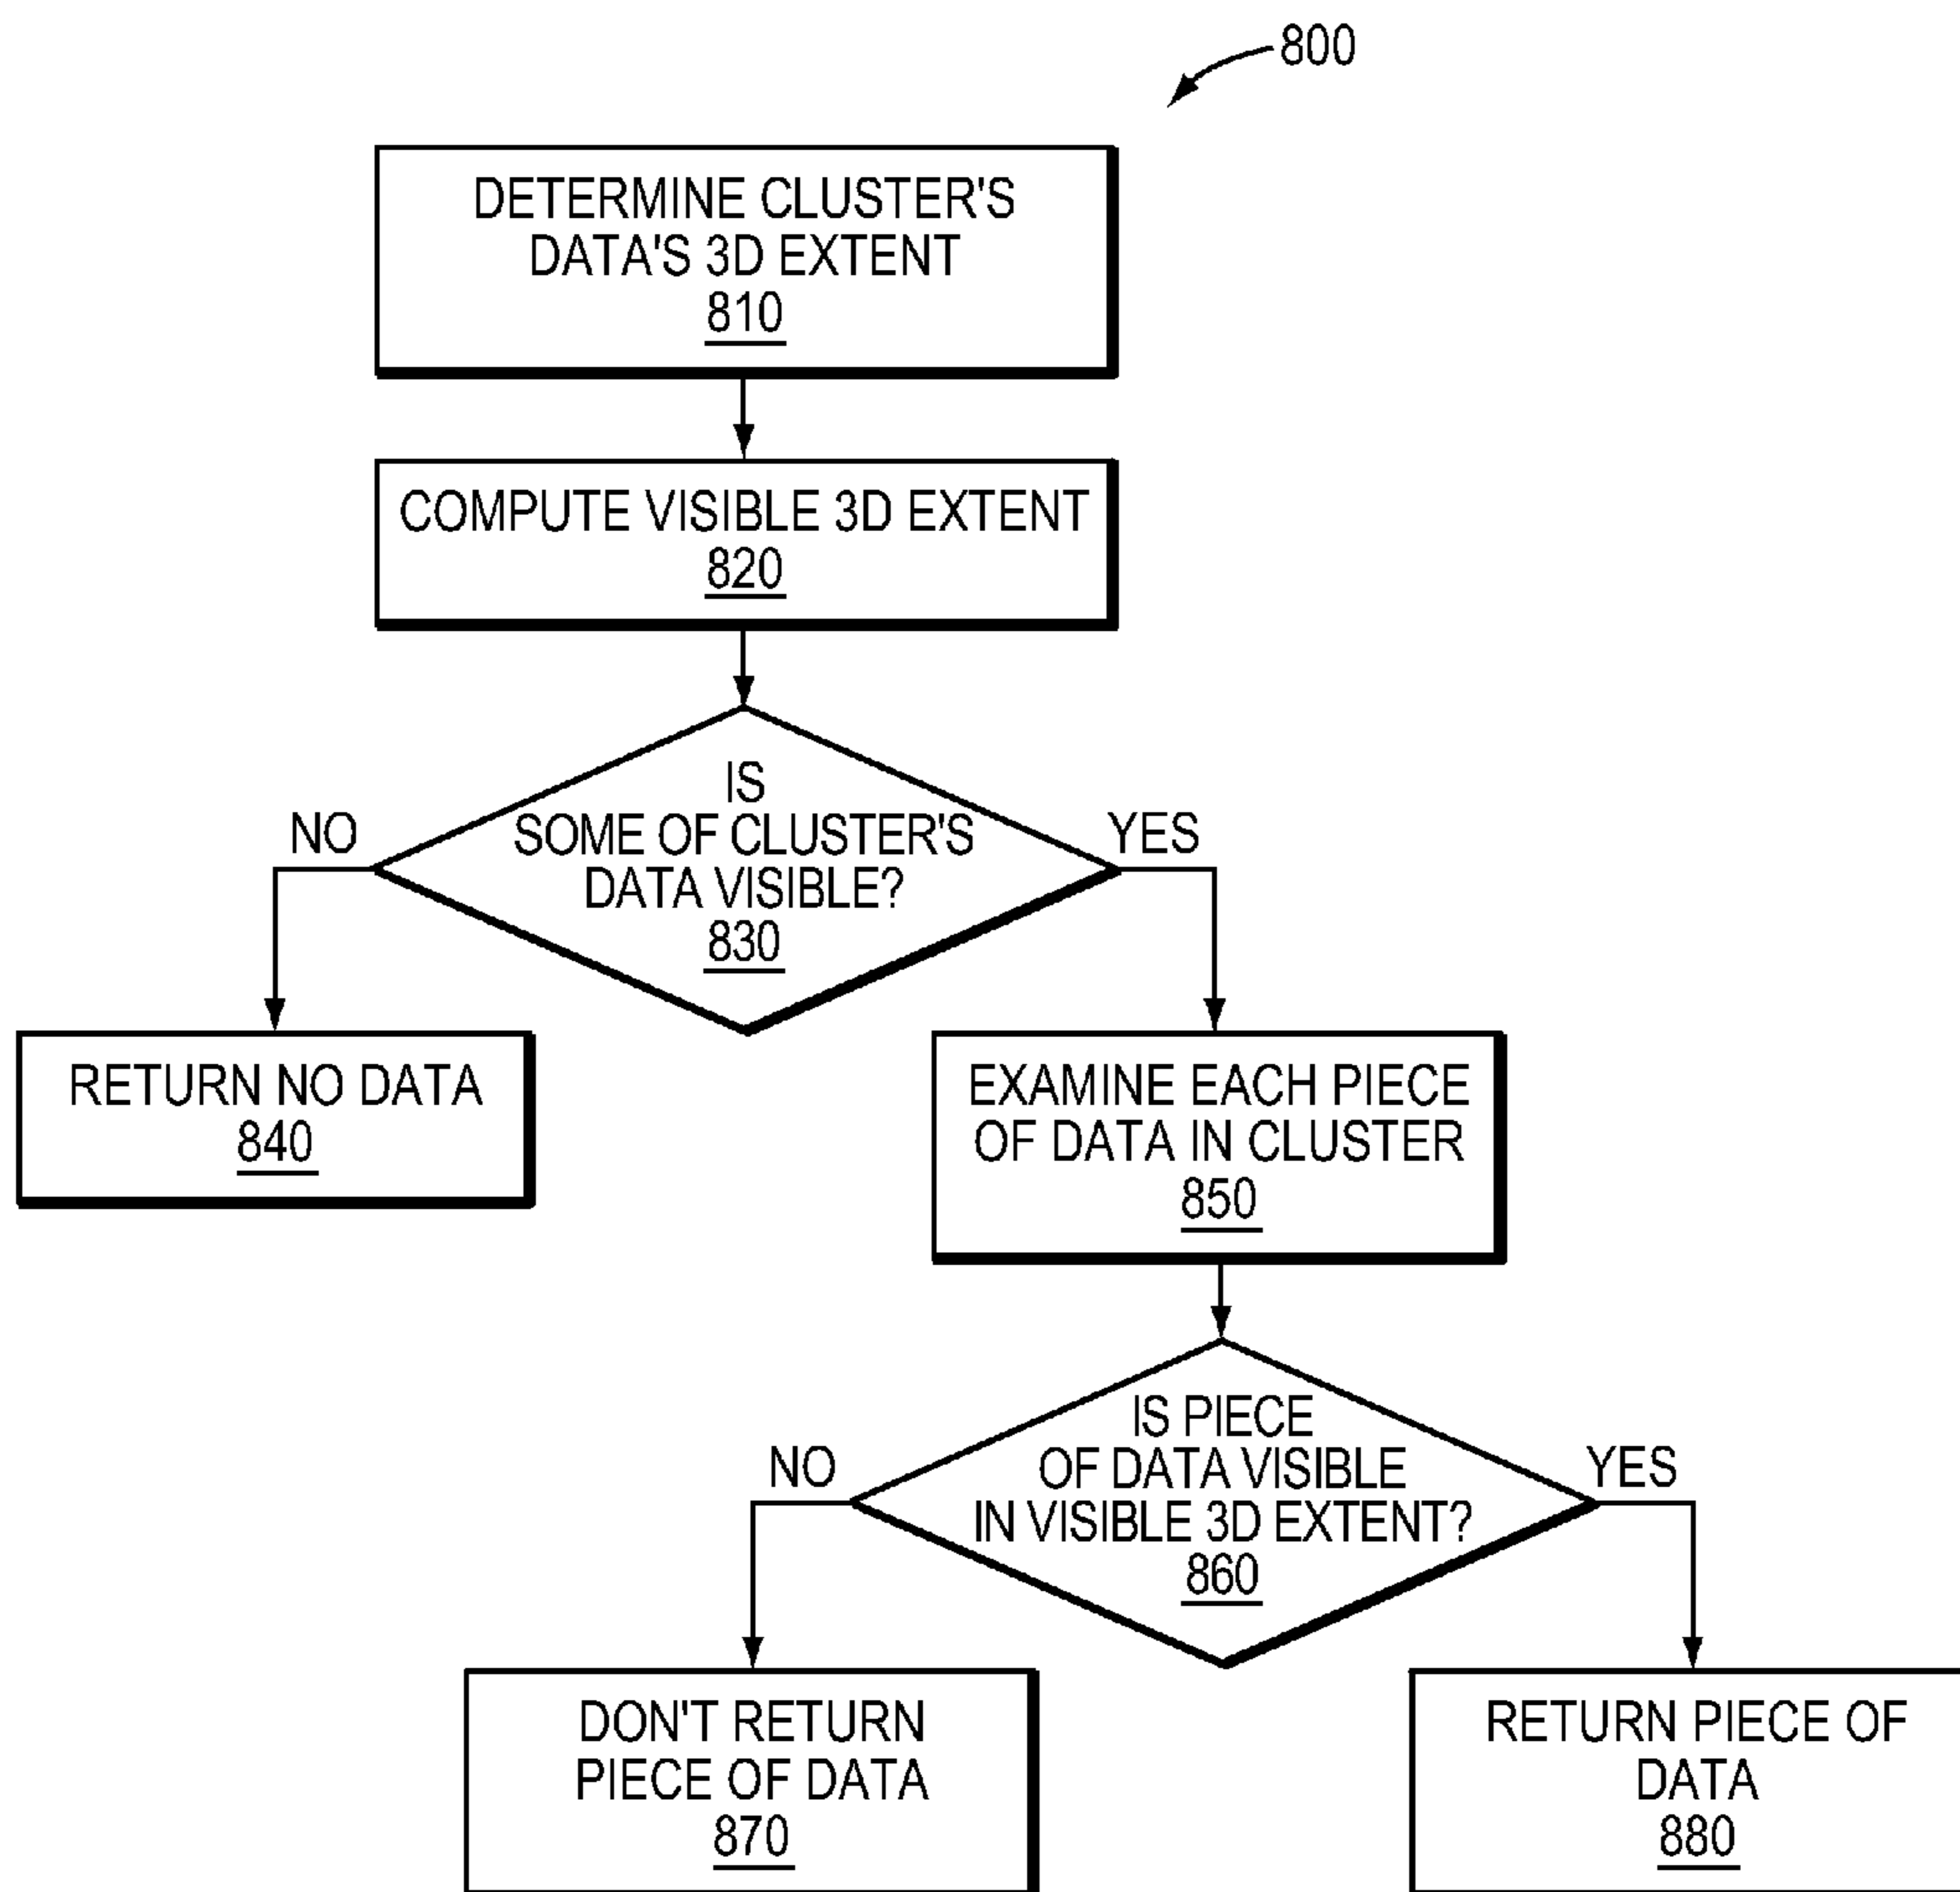 800
DETERMINE CLUSTER'S
DATA'S 3D EXTENT
810
COMPUTE VISIBLE 3D EXTENT
820
IS
SOME OF CLUSTER'S
DATA VISIBLE?
830
NO
YES
RETURN NO DATA
840
EXAMINE EACH PIECE
OF DATA IN CLUSTER
850
IS PIECE
OF DATA VISIBLE
IN VISIBLE 3D EXTENT?
860
NO
YES
DON'T RETURN
PIECE OF DATA
870
RETURN PIECE OF
DATA
880